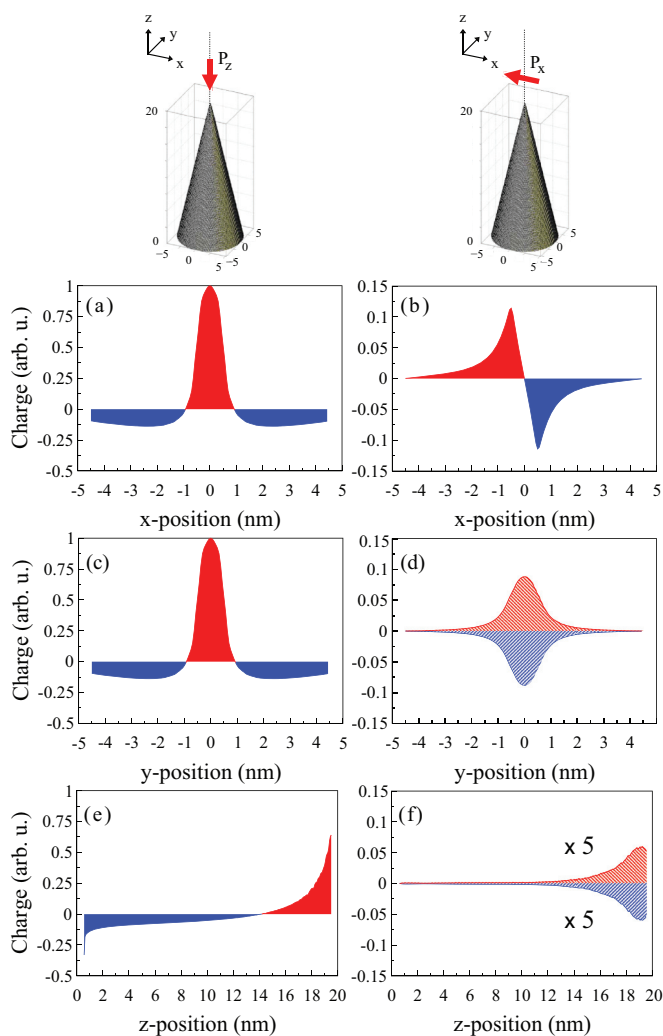 z
y
x
P_z
20
0
-5
0
5
-5
0
5
z
y
x
P_x
20
0
-5
0
5
-5
0
5
(a)
Charge (arb. u.)
1
0.75
0.5
0.25
0
-0.25
-0.5
-5 -4 -3 -2 -1 0 1 2 3 4 5
x-position (nm)
(b)
0.15
0.1
0.05
0
-0.05
-0.1
-0.15
-5 -4 -3 -2 -1 0 1 2 3 4 5
x-position (nm)
(c)
Charge (arb. u.)
1
0.75
0.5
0.25
0
-0.25
-0.5
-5 -4 -3 -2 -1 0 1 2 3 4 5
y-position (nm)
(d)
0.15
0.1
0.05
0
-0.05
-0.1
-0.15
-5 -4 -3 -2 -1 0 1 2 3 4
y-position (nm)
(e)
Charge (arb. u.)
1
0.75
0.5
0.25
0
-0.25
-0.5
0 2 4 6 8 10 12 14 16 18 20
z-position (nm)
(f)
0.15
0.1
0.05
0
-0.05
-0.1
-0.15
x 5
x 5
0 2 4 6 8 10 12 14 16 18 20
z-position (nm)